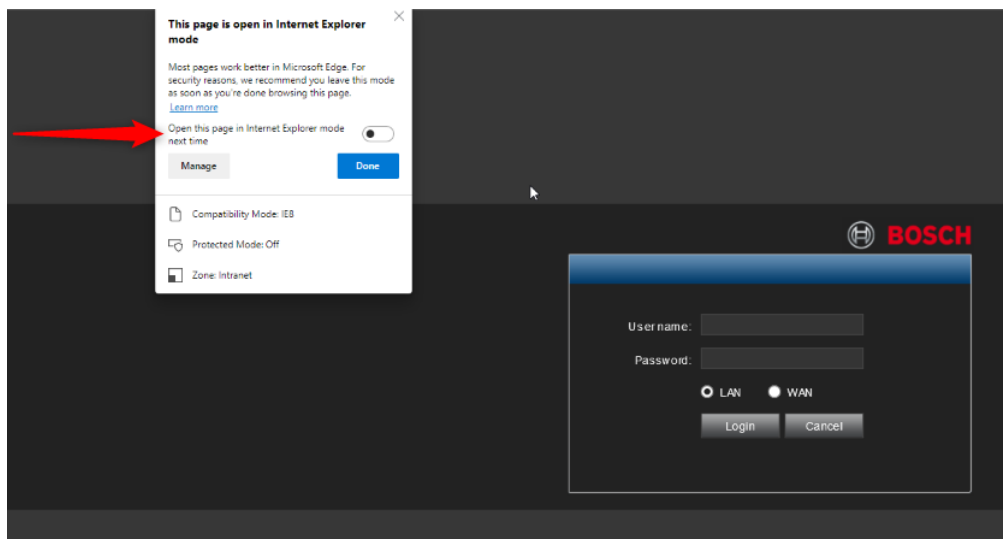 This page is open in Internet Explorer
mode
Most pages work better in Microsoft Edge. For
security reasons, we recommend you leave this mode
as soon as you're done browsing this page.
Learn more
Open this page in Internet Explorer mode
next time
Manage
Done
Compatibility Mode: IE8
Protected Mode: Off
Zone: Intranet
BOSCH
Username:
Password:
LAN WAN
Login Cancel